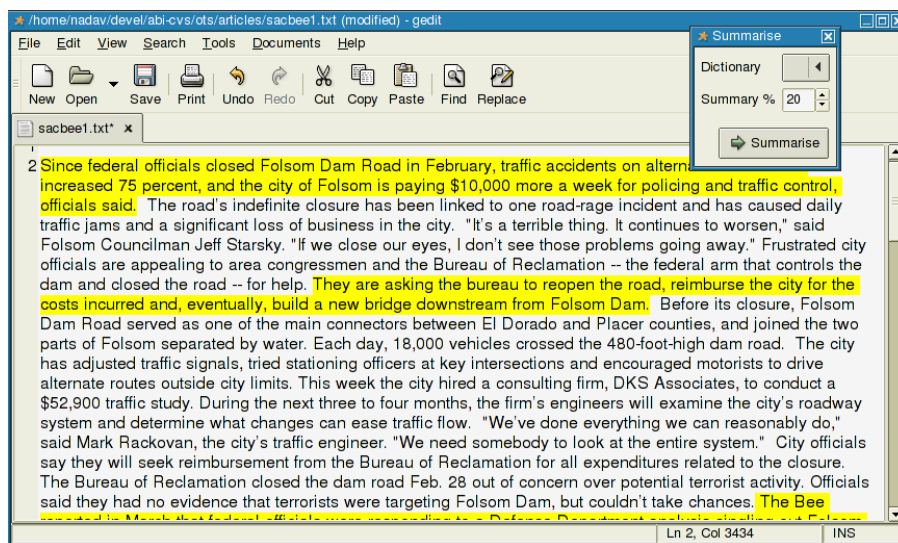 /home/nadav/devel/abi-cvs/ots/articles/sacbee1.txt (modified) - gedit
File Edit View Search Tools Documents Help
New Open Save Print Undo Redo Cut Copy Paste Find Replace
Summarise
Dictionary
Summary % 20
Summarise
sacbee1.txt* x
2 Since federal officials closed Folsom Dam Road in February, traffic accidents on
increased 75 percent, and the city of Folsom is paying $10,000 more a week for policing and traffic control,
officials said. The road's indefinite closure has been linked to one road-rage incident and has caused daily
traffic jams and a significant loss of business in the city. "It's a terrible thing. It continues to worsen," said
Folsom Councilman Jeff Starsky. "If we close our eyes, I don't see those problems going away." Frustrated city
officials are appealing to area congressmen and the Bureau of Reclamation -- the federal arm that controls the
dam and closed the road -- for help. They are asking the bureau to reopen the road, reimburse the city for the
costs incurred and, eventually, build a new bridge downstream from Folsom Dam. Before its closure, Folsom
Dam Road served as one of the main connectors between El Dorado and Placer counties, and joined the two
parts of Folsom separated by water. Each day, 18,000 vehicles crossed the 480-foot-high dam road. The city
has adjusted traffic signals, tried stationing officers at key intersections and encouraged motorists to drive
alternate routes outside city limits. This week the city hired a consulting firm, DKS Associates, to conduct a
$52,900 traffic study. During the next three to four months, the firm's engineers will examine the city's roadway
system and determine what changes can ease traffic flow. "We've done everything we can reasonably do,"
said Mark Rackovan, the city's traffic engineer. "We need somebody to look at the entire system." City officials
say they will seek reimbursement from the Bureau of Reclamation for all expenditures related to the closure.
The Bureau of Reclamation closed the dam road Feb. 28 out of concern over potential terrorist activity. Officials
said they had no evidence that terrorists were targeting Folsom Dam, but couldn't take chances. The Bee
reported in March that federal officials were responding to a Defense Department analysis singling out Folsom
Ln 2, Col 3434 INS